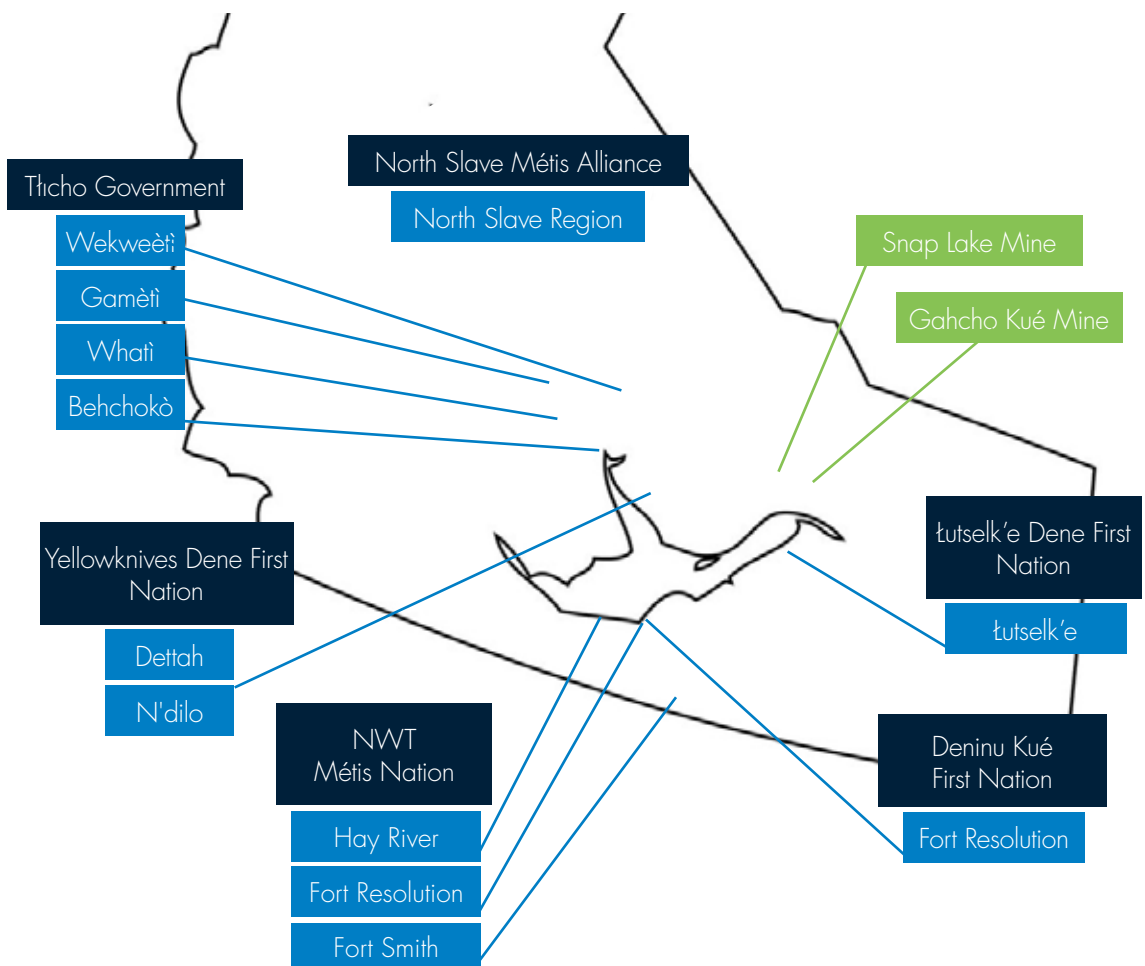 North Slave Métis Alliance
North Slave Region
Tłıcho Government
Wekweètì
Gamètì
Whatì
Behchokò
Snap Lake Mine
Gahcho Kué Mine
Yellowknives Dene First
Nation
Dettah
N'dilo
Łutselk’e Dene First
Nation
Łutselk’e
NWT
Métis Nation
Hay River
Fort Resolution
Fort Smith
Deninu Kué
First Nation
Fort Resolution